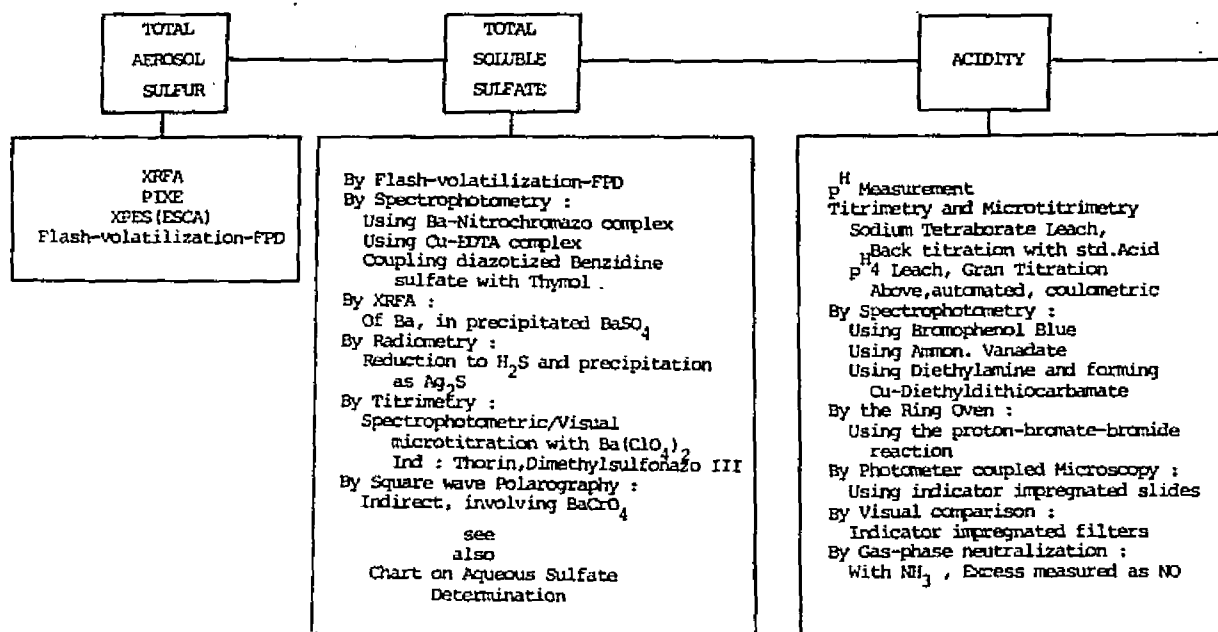 TOTAL
AEROSOL
SULFUR
TOTAL
SOLUBLE
SULFATE
ACIDITY
XRFA
PIXE
XPES(ESCA)
Flash-volatilization-FPD
By Flash-volatilization-FPD
By Spectrophotometry :
Using Ba-Nitrochromazo complex
Using Cu-EDTA complex
Coupling diazotized Benzidine
sulfate with Thymol .
By XRFA :
Of Ba, in precipitated BaSO4
By Radiometry :
Reduction to H2S and precipitation
as Ag2S
By Titrimetry :
Spectrophotometric/Visual
microtitration with Ba(ClO4)2
Ind : Thorin,Dimethylsulfonazo III
By Square wave Polarography :
Indirect, involving BaCrO4
see
also
Chart on Aqueous Sulfate
Determination
pH Measurement
Titrimetry and Microtitrimetry
Sodium Tetraborate Leach,
Back titration with std.Acid
pH4 Leach, Gran Titration
Above,automated, coulometric
By Spectrophotometry :
Using Bromophenol Blue
Using Ammon. Vanadate
Using Diethylamine and forming
Cu-Diethyldithiocarbamate
By the Ring Oven :
Using the proton-bromate-bromide
reaction
By Photometer coupled Microscopy :
Using indicator impregnated slides
By Visual comparison :
Indicator impregnated filters
By Gas-phase neutralization :
With NH3 , Excess measured as NO